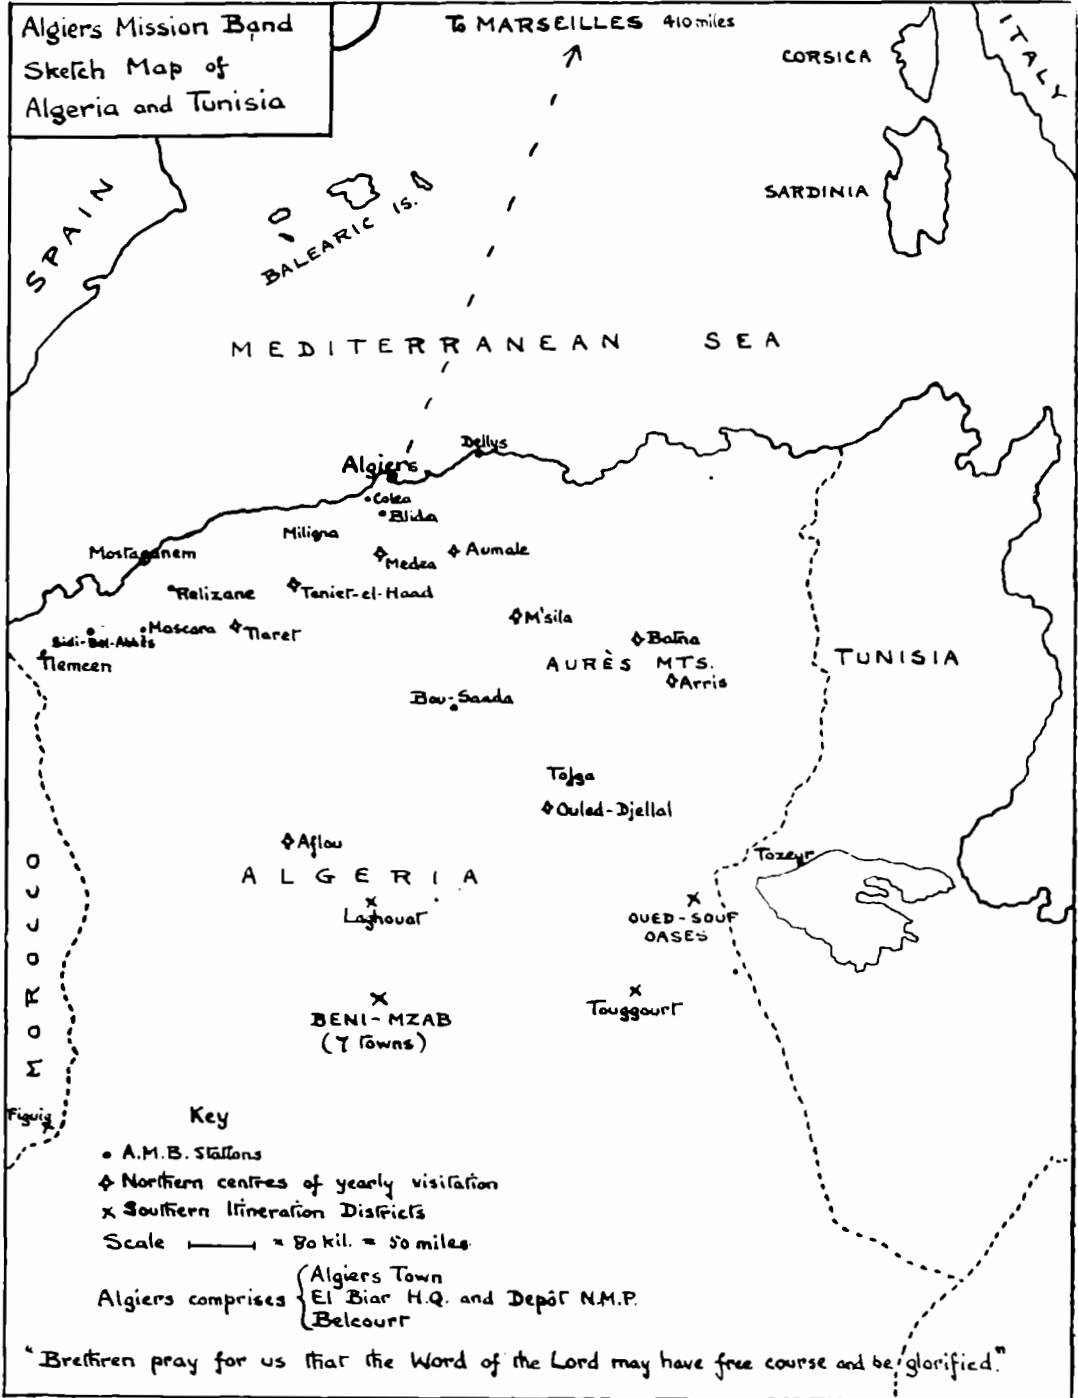 Algiers Mission Band
Sketch Map of
Algeria and Tunisia
To MARSEILLES 410 miles
CORSICA
ITALY
SARDINIA
SPAIN
BALEARIC IS.
MEDITERRANEAN SEA
Dellys
Algiers
Colea
Blida
Miligna
Mostaganem
Medea
Aumale
Relizane
Teniet-el-Haad
M'sila
Mascara
Tiaret
Sidi-Bel-Abbès
Batna
Tlemcen
AURÈS MTS.
TUNISIA
Arris
Bou-Saada
Tolga
Ouled-Djellal
Aflou
Tozeur
ALGERIA
Laghouat
OUED-SOUF
OASES
MOROCCO
Touggourt
BENI-MZAB
(7 Towns)
Figuig
Key
A.M.B. Stations
Northern centres of yearly visitation
x Southern Itineration Districts
Scale = 80 kil. = 50 miles.
Algiers comprises
Algiers Town
El Biar H.Q. and Depôt N.M.P.
Belcourt
"Brethren pray for us that the Word of the Lord may have free course and be glorified."